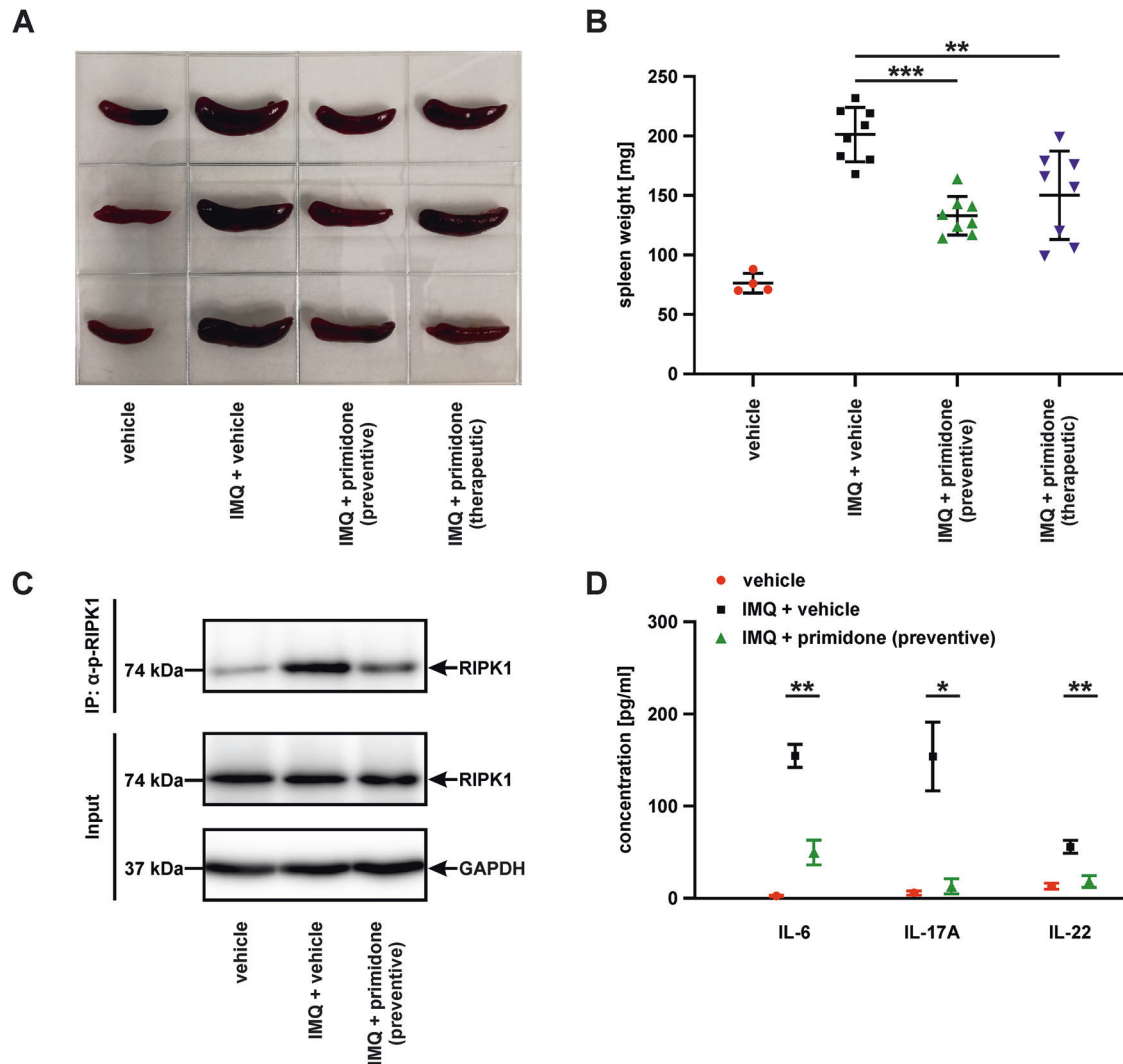 A
vehicle
IMQ + vehicle
IMQ + primidone
(preventive)
IMQ + primidone
(therapeutic)
B
spleen weight [mg]
250
200
150
100
50
0
**
***
vehicle
IMQ + vehicle
IMQ + primidone
(preventive)
IMQ + primidone
(therapeutic)
C
IP: α-p-RIPK1
74 kDa
RIPK1
Input
74 kDa
RIPK1
37 kDa
GAPDH
vehicle
IMQ + vehicle
IMQ + primidone
(preventive)
D
vehicle
IMQ + vehicle
IMQ + primidone (preventive)
concentration [pg/ml]
300
200
100
0
**
*
**
IL-6
IL-17A
IL-22